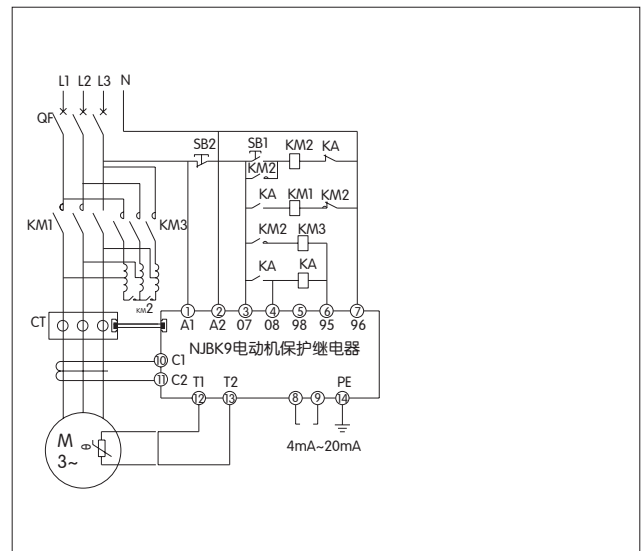 L1 L2 L3 N
QF
SB2 SB1 KM2 KA
KM2
KA KM1 KM2
KM1 KM3
KM2 KM3
KA KA
KM2
CT
① ② ③ ④ ⑤ ⑥ ⑦
A1 A2 07 08 98 95 96
NJBK9电动机保护继电器
⑩ C1
⑪ C2
T1 T2 PE
⑫ ⑬ ⑧ ⑨ ⑭
4mA~20mA
M
3~
θ